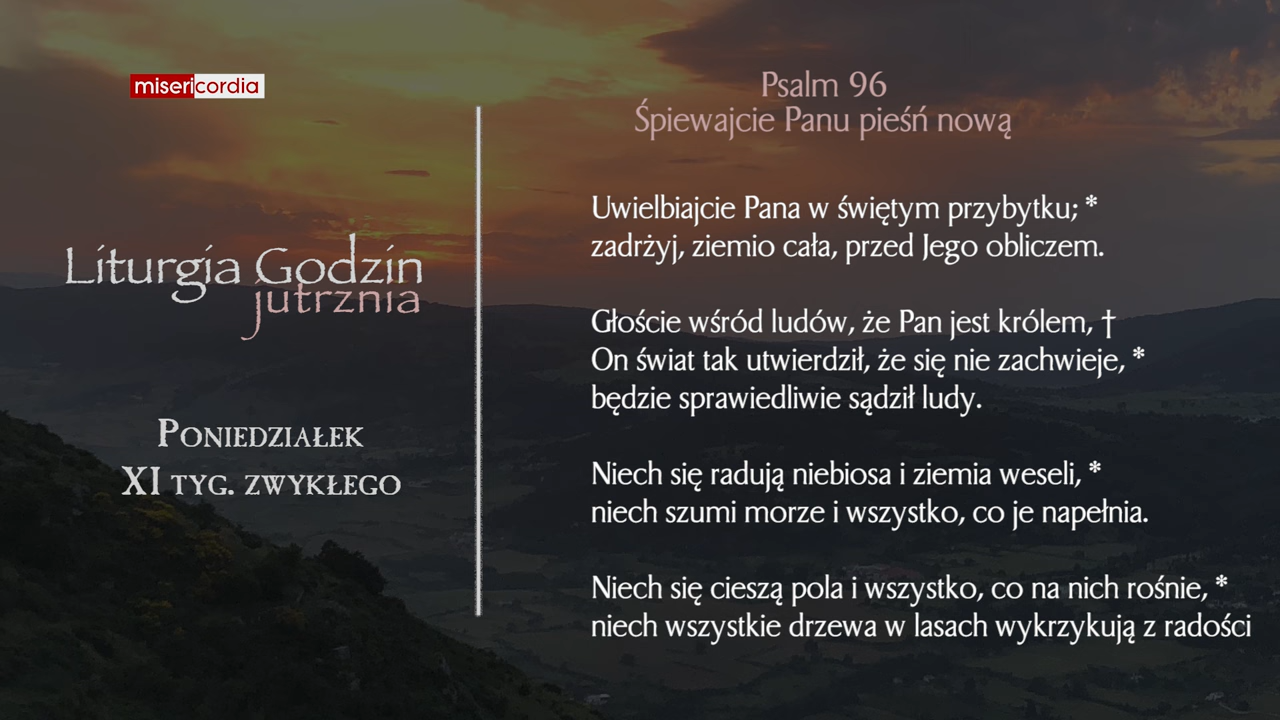 misericordia
Liturgia Godzin
jutrznia
Poniedziałek
XI tyg. zwykłego
Psalm 96
Śpiewajcie Panu pieśń nową
Uwielbiajcie Pana w świętym przybytku; *
zadrżyj, ziemio cała, przed Jego obliczem.
Głoście wśród ludów, że Pan jest królem, †
On świat tak utwierdził, że się nie zachwieje, *
będzie sprawiedliwie sądził ludy.
Niech się radują niebiosa i ziemia weseli, *
niech szumi morze i wszystko, co je napełnia.
Niech się cieszą pola i wszystko, co na nich rośnie, *
niech wszystkie drzewa w lasach wykrzykują z radości